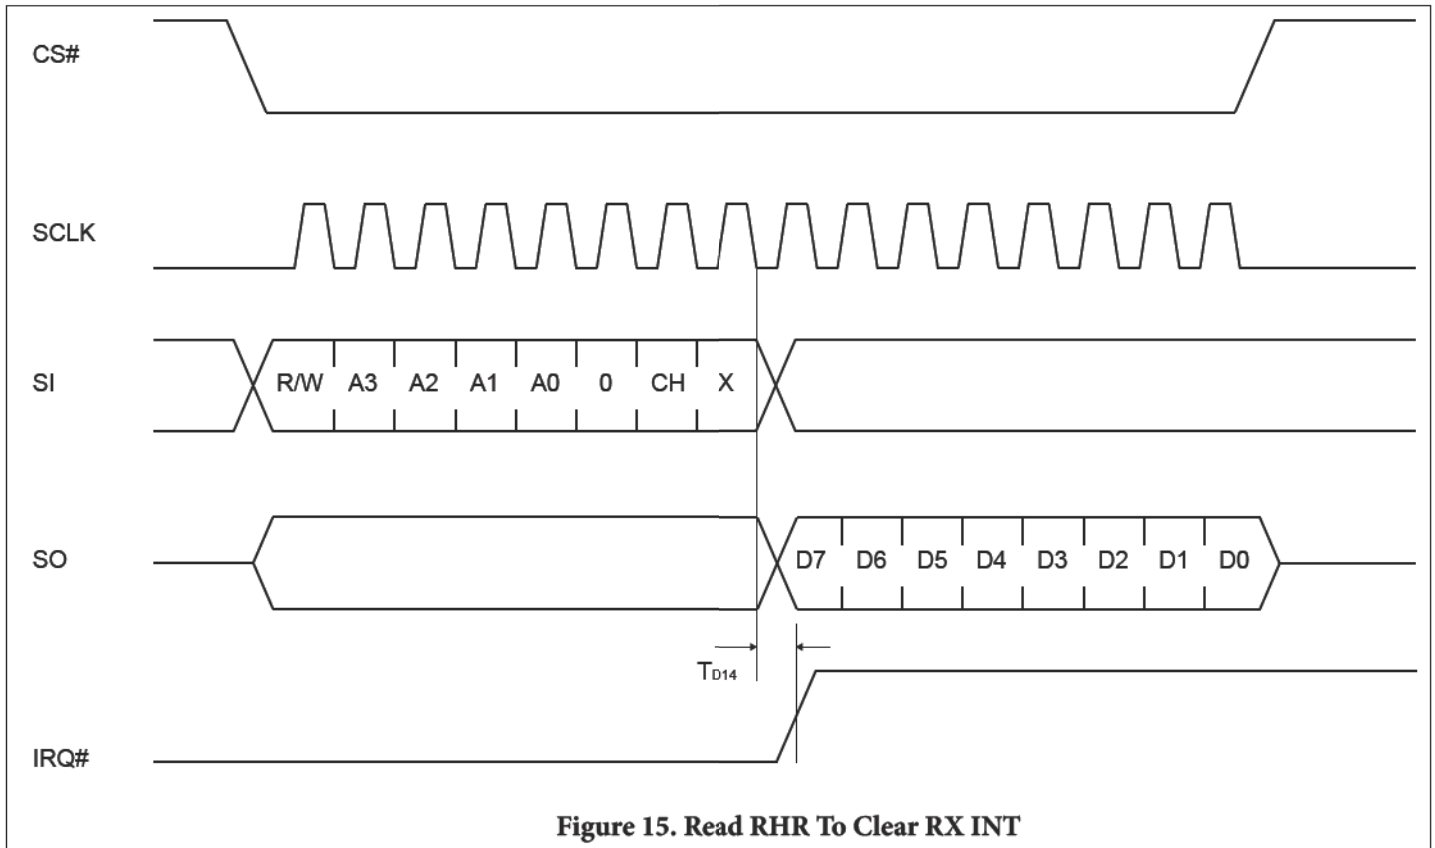 CS#
SCLK
SI
R/W A3 A2 A1 A0 0 CH X
SO
D7 D6 D5 D4 D3 D2 D1 D0
TD14
IRQ#
Figure 15. Read RHR To Clear RX INT